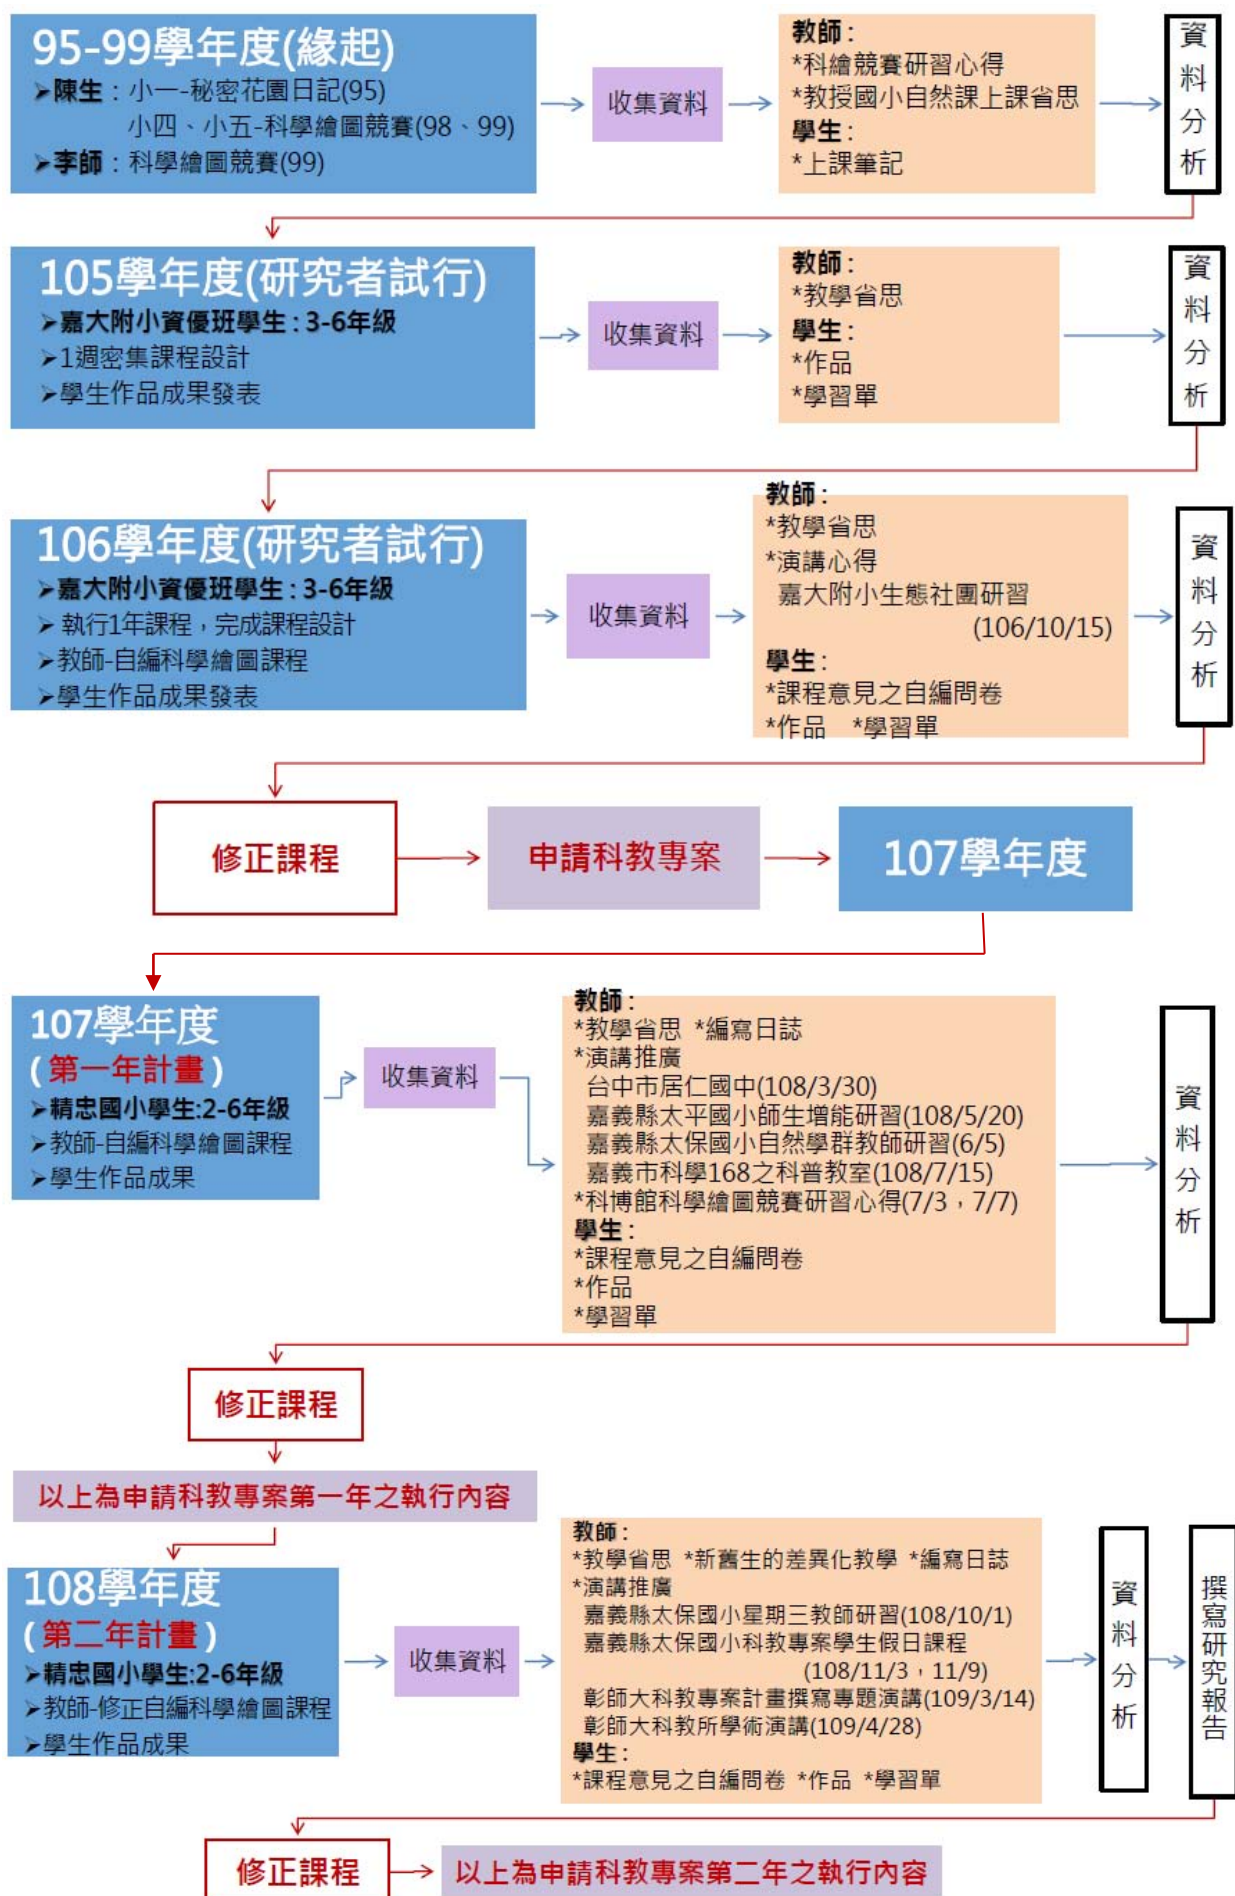 95-99學年度(緣起)
➢陳生：小一-秘密花園日記(95)
小四、小五-科學繪圖競賽(98、99)
➢李師：科學繪圖競賽(99)
收集資料
教師：
*科繪競賽研習心得
*教授國小自然課上課省思
學生：
*上課筆記
資料分析
105學年度(研究者試行)
➢嘉大附小資優班學生：3-6年級
➢1週密集課程設計
➢學生作品成果發表
收集資料
教師：
*教學省思
學生：
*作品
*學習單
資料分析
106學年度(研究者試行)
➢嘉大附小資優班學生：3-6年級
➢執行1年課程，完成課程設計
➢教師-自編科學繪圖課程
➢學生作品成果發表
收集資料
教師：
*教學省思
*演講心得
嘉大附小生態社團研習
(106/10/15)
學生：
*課程意見之自編問卷
*作品 *學習單
資料分析
修正課程
申請科教專案
107學年度
107學年度
(第一年計畫)
➢精忠國小學生:2-6年級
➢教師-自編科學繪圖課程
➢學生作品成果
收集資料
教師：
*教學省思 *編寫日誌
*演講推廣
台中市居仁國中(108/3/30)
嘉義縣太平國小師生增能研習(108/5/20)
嘉義縣太保國小自然學群教師研習(6/5)
嘉義市科學168之科普教室(108/7/15)
*科博館科學繪圖競賽研習心得(7/3，7/7)
學生：
*課程意見之自編問卷
*作品
*學習單
資料分析
修正課程
以上為申請科教專案第一年之執行內容
108學年度
(第二年計畫)
➢精忠國小學生:2-6年級
➢教師-修正自編科學繪圖課程
➢學生作品成果
收集資料
教師：
*教學省思 *新舊生的差異化教學 *編寫日誌
*演講推廣
嘉義縣太保國小星期三教師研習(108/10/1)
嘉義縣太保國小科教專案學生假日課程
(108/11/3，11/9)
彰師大科教專案計畫撰寫專題演講(109/3/14)
彰師大科教所學術演講(109/4/28)
學生：
*課程意見之自編問卷 *作品 *學習單
資料分析
撰寫研究報告
修正課程
以上為申請科教專案第二年之執行內容